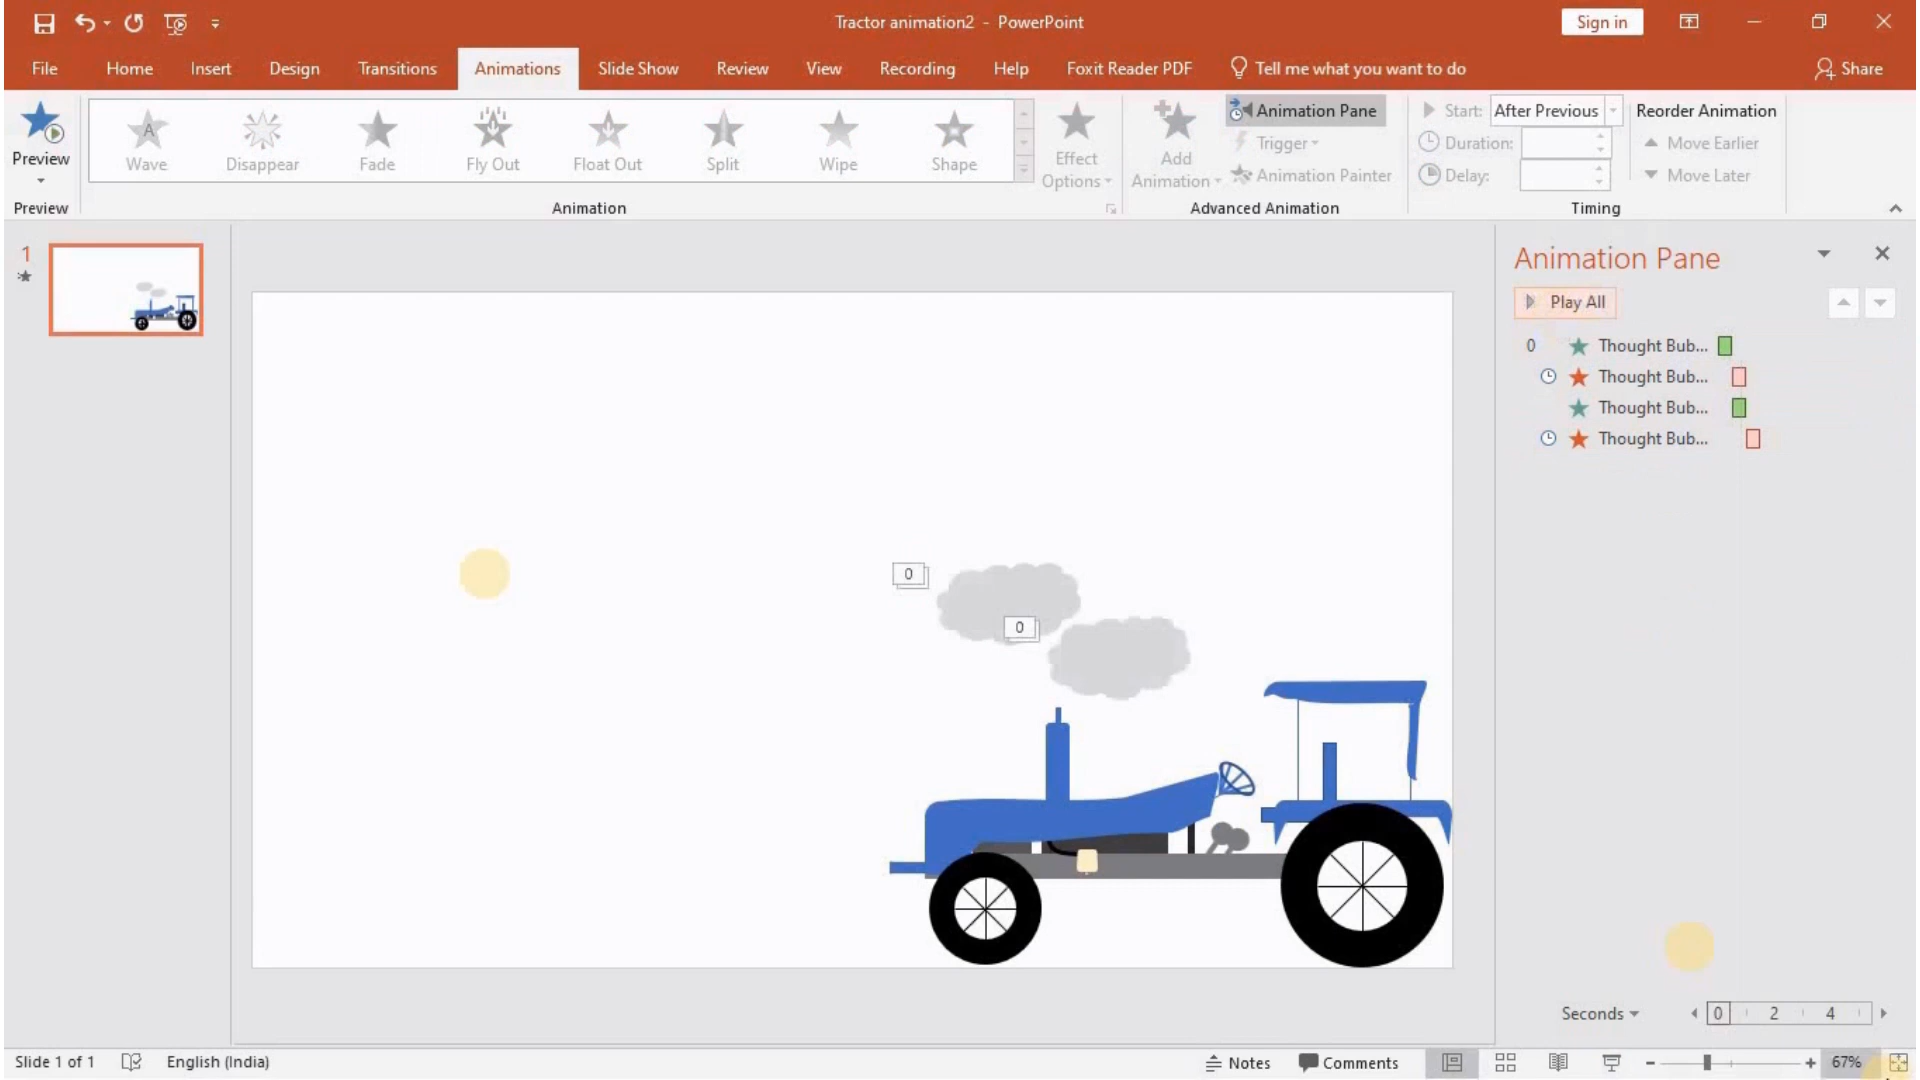 Tractor animation2 - PowerPoint
Sign in
File Home Insert Design Transitions Animations Slide Show Review View Recording Help Foxit Reader PDF Tell me what you want to do Share
Preview
Preview
A
Wave Disappear Fade Fly Out Float Out Split Wipe Shape
Animation
Effect
Options
Add
Animation
Animation Pane
Trigger
Animation Painter
Advanced Animation
Start: After Previous
Duration:
Delay:
Timing
Reorder Animation
Move Earlier
Move Later
1
0
0
Animation Pane
Play All
0 Thought Bub...
Thought Bub...
Thought Bub...
Thought Bub...
Seconds 0 2 4
Slide 1 of 1 English (India) Notes Comments 67%